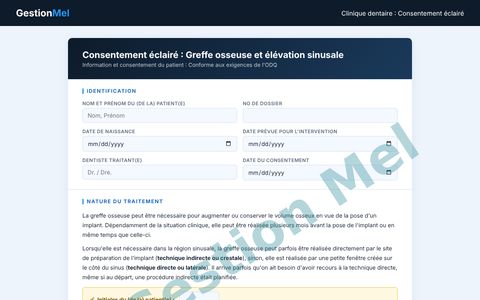 GestionMel
Clinique dentaire : Consentement éclairé
Consentement éclairé : Greffe osseuse et élévation sinusale
Information et consentement du patient : Conforme aux exigences de l'ODQ
IDENTIFICATION
NOM ET PRÉNOM DU (DE LA) PATIENT(E)
NO DE DOSSIER
Nom, Prénom
DATE DE NAISSANCE
DATE PRÉVUE POUR L'INTERVENTION
mm/dd/yyyy
mm/dd/yyyy
DENTISTE TRAITANT(E)
DATE DU CONSENTEMENT
Dr. / Dre.
mm/dd/yyyy
NATURE DU TRAITEMENT
La greffe osseuse peut être nécessaire pour augmenter ou conserver le volume osseux en vue de la pose d'un
implant. Dépendamment de la situation clinique, elle peut être réalisée plusieurs mois avant la pose de l'implant ou en
même temps que celle-ci.
Lorsqu'elle est nécessaire dans la région sinusale, la greffe osseuse peut parfois être réalisée directement par le site
de préparation de l'implant (technique indirecte ou crestale) ; sinon, elle est réalisée par une petite fenêtre créée sur
le côté du sinus (technique directe ou latérale). Il arrive parfois qu'on ait besoin d'avoir recours à la technique directe,
même si au départ, une procédure indirecte était planifiée.
Gestion Mel